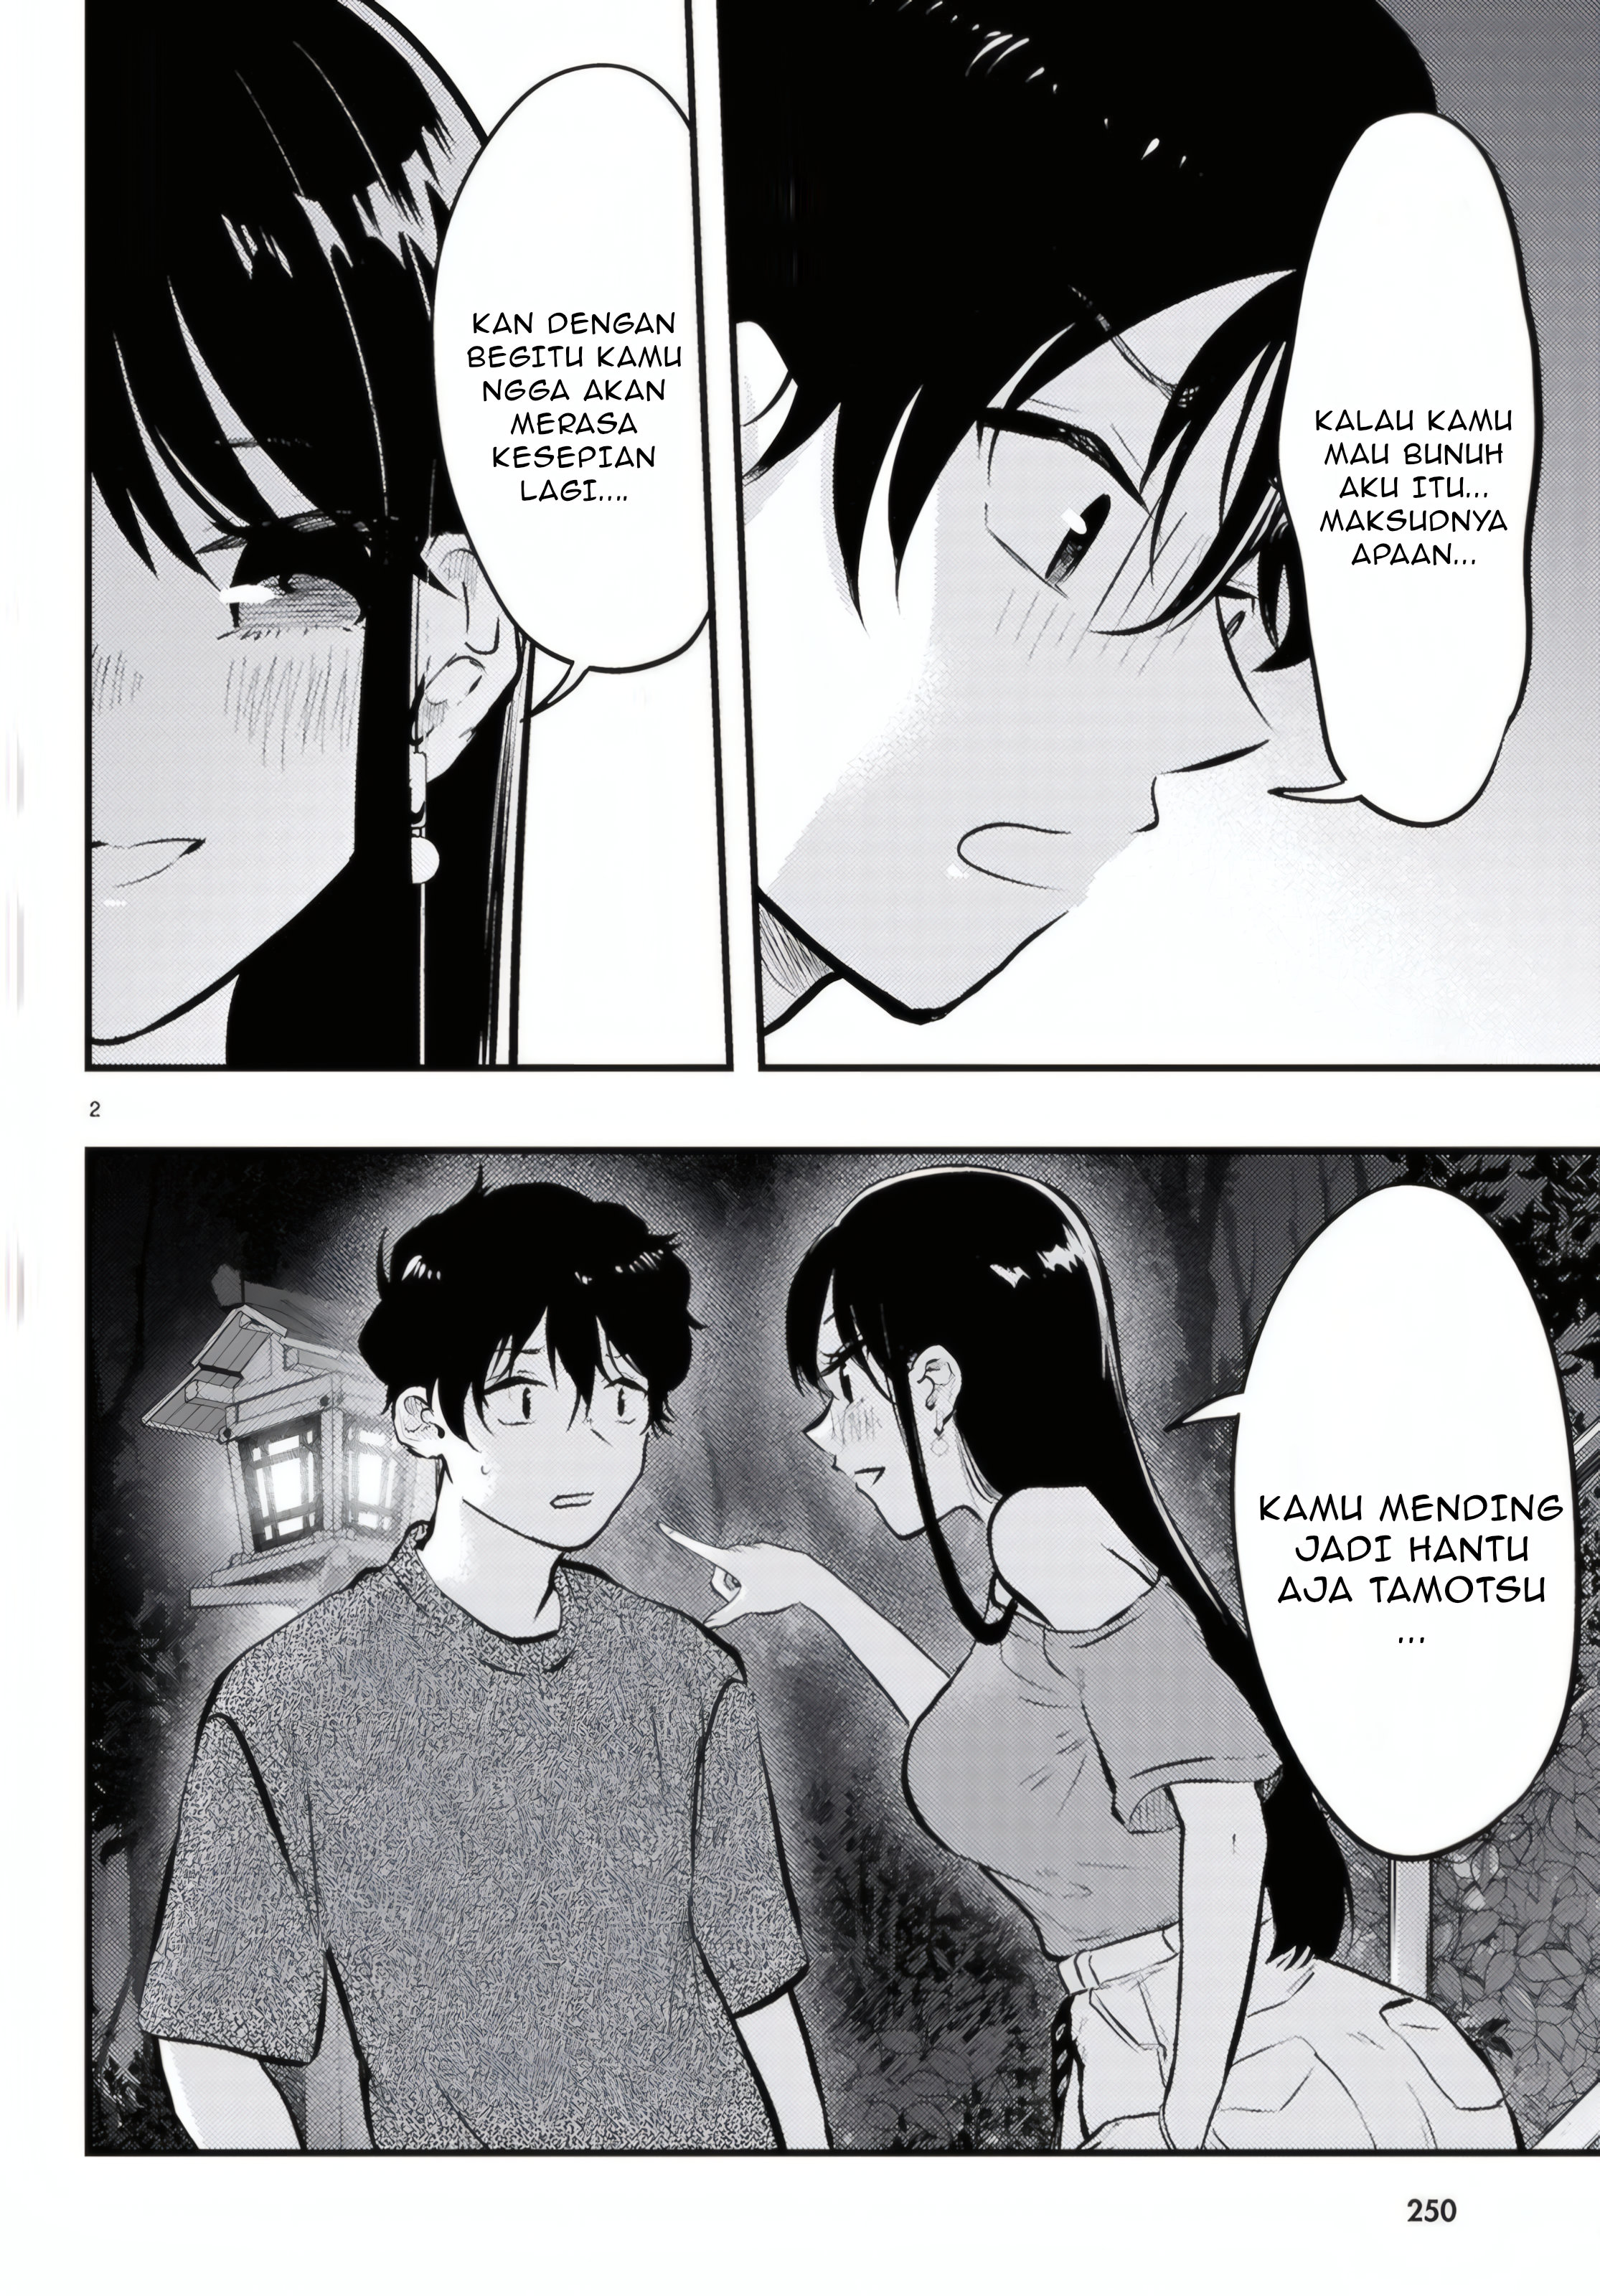 KALAU KAMU
MAU BUNUH
AKU ITU...
MAKSUDNYA
APAAN...
KAN DENGAN
BEGITU KAMU
NGGA AKAN
MERASA
KESEPIAN
LAGI....
2
KAMU MENDING
JADI HANTU
AJA TAMOTSU
...
250